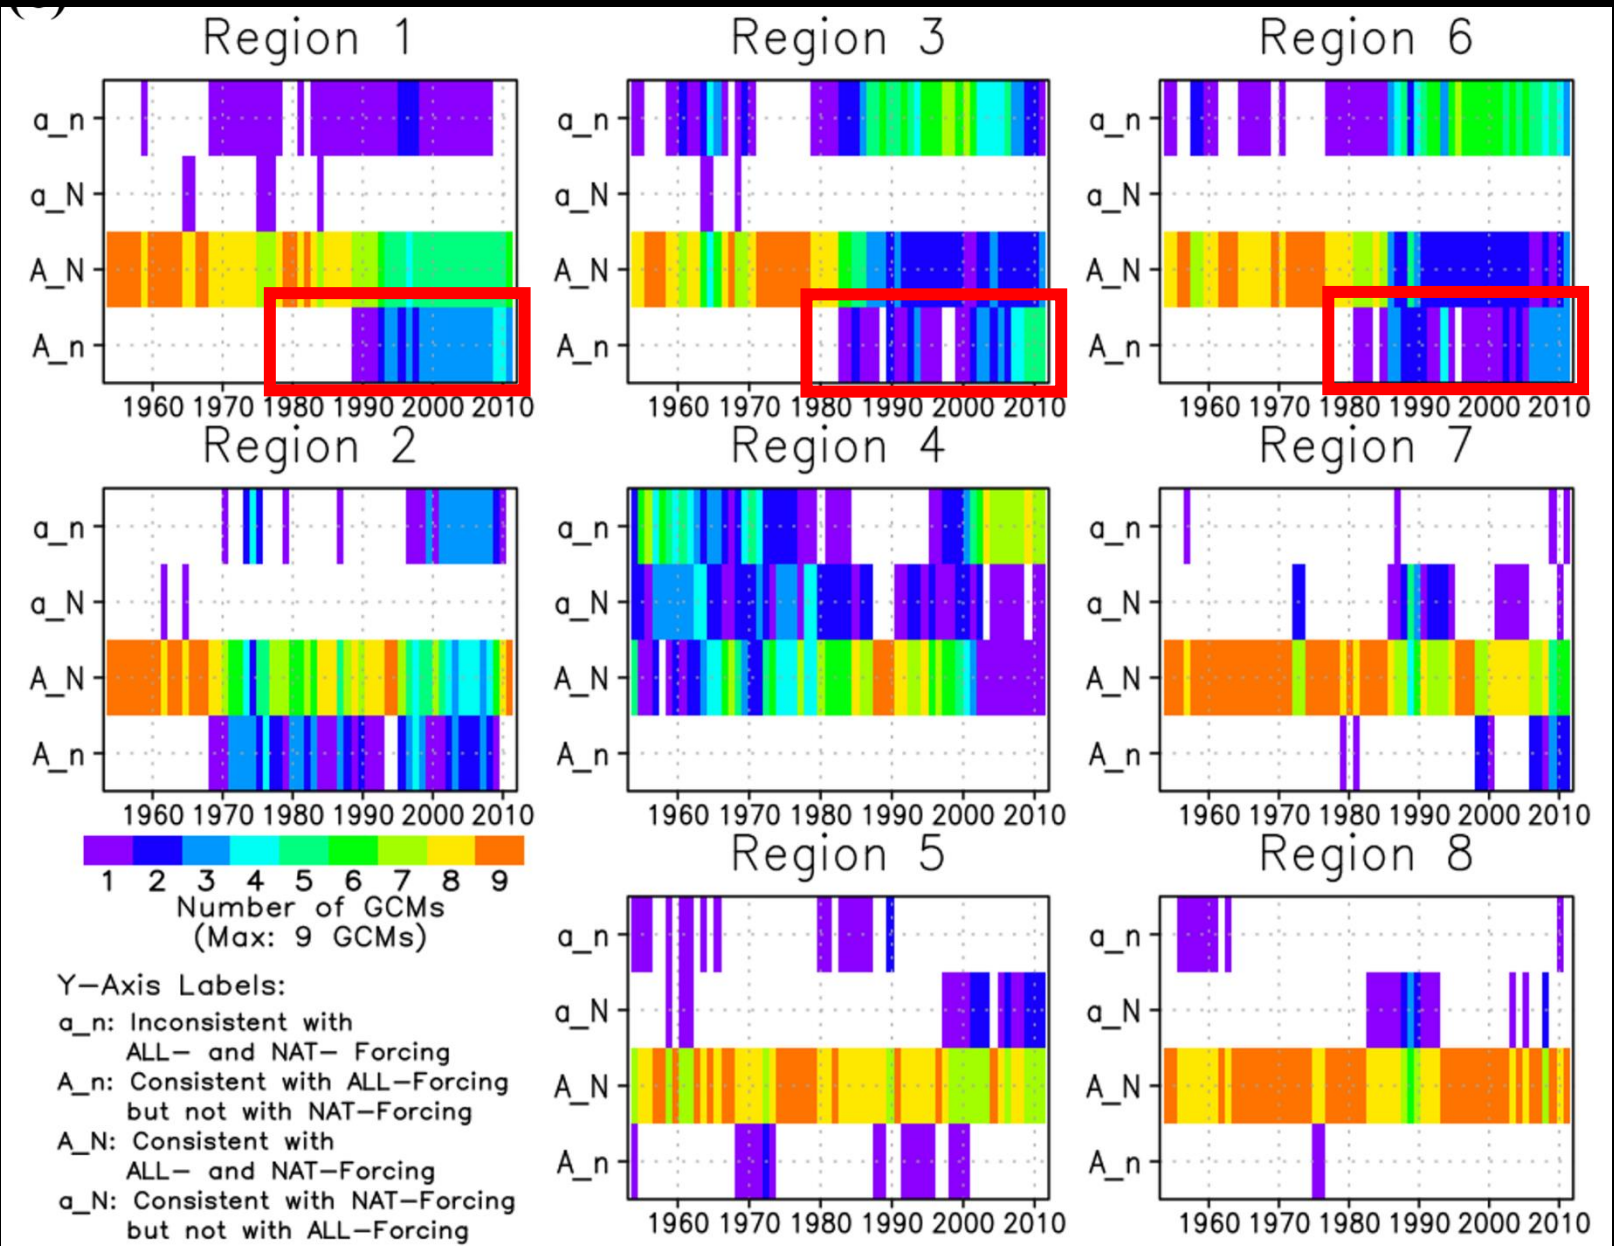 Region 1
a_n
a_N
A_N
A_n
1960 1970 1980 1990 2000 2010
Region 3
a_n
a_N
A_N
A_n
1960 1970 1980 1990 2000 2010
Region 6
a_n
a_N
A_N
A_n
1960 1970 1980 1990 2000 2010
Region 2
a_n
a_N
A_N
A_n
1960 1970 1980 1990 2000 2010
Region 4
a_n
a_N
A_N
A_n
1960 1970 1980 1990 2000 2010
Region 7
a_n
a_N
A_N
A_n
1960 1970 1980 1990 2000 2010
1 2 3 4 5 6 7 8 9
Number of GCMs
(Max: 9 GCMs)
Y-Axis Labels:
a_n: Inconsistent with
ALL- and NAT- Forcing
A_n: Consistent with ALL-Forcing
but not with NAT-Forcing
A_N: Consistent with
ALL- and NAT-Forcing
a_N: Consistent with NAT-Forcing
but not with ALL-Forcing
Region 5
a_n
a_N
A_N
A_n
1960 1970 1980 1990 2000 2010
Region 8
a_n
a_N
A_N
A_n
1960 1970 1980 1990 2000 2010